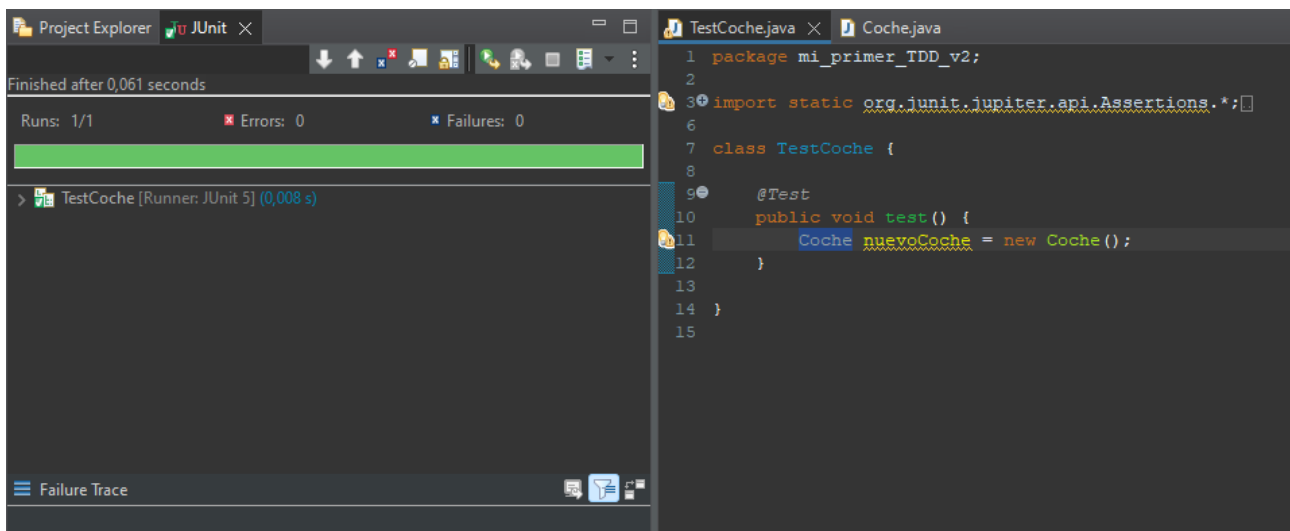 Project Explorer JUnit
Finished after 0,061 seconds
Runs: 1/1 Errors: 0 Failures: 0
TestCoche [Runner: JUnit 5] (0,008 s)
Failure Trace
TestCoche.java Coche.java
1 package mi_primer_TDD_v2;
2
3 import static org.junit.jupiter.api.Assertions.*;
6
7 class TestCoche {
8
9 @Test
10 public void test() {
11 Coche nuevoCoche = new Coche();
12 }
13
14 }
15